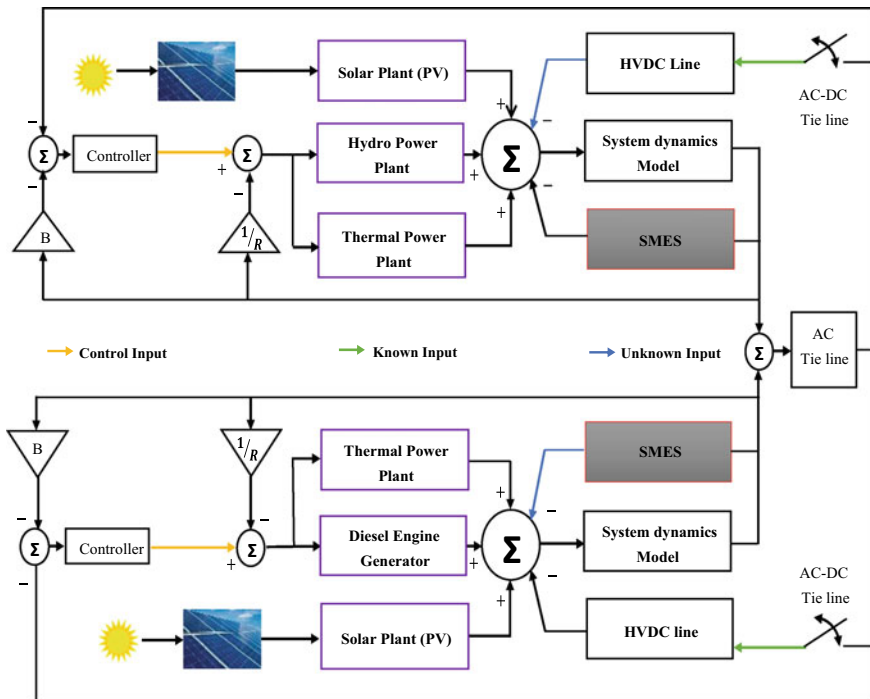 Solar Plant (PV)
HVDC Line
AC-DC
Tie line
Σ
Controller
Σ
Hydro Power
Plant
Σ
System dynamics
Model
B
1/R
Thermal Power
Plant
SMES
Control Input
Known Input
Unknown Input
Σ
AC
Tie line
B
1/R
Thermal Power
Plant
SMES
Σ
Controller
Σ
Diesel Engine
Generator
Σ
System dynamics
Model
AC-DC
Tie line
Solar Plant (PV)
HVDC line